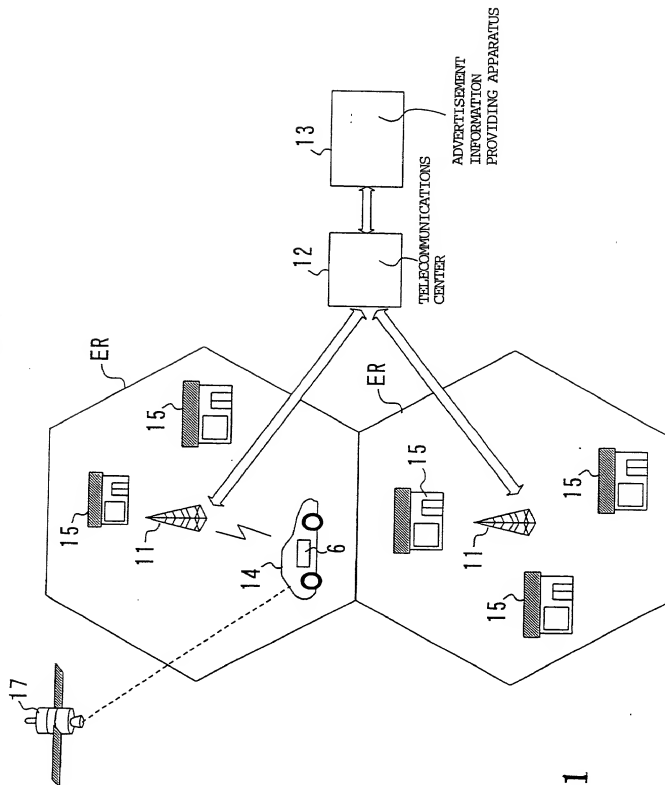 17
ER
15
15
11
14
6
12
13
TELECOMMUNICATIONS
CENTER
ADVERTISEMENT
INFORMATION
PROVIDING APPARATUS
ER
15
11
15
15
1